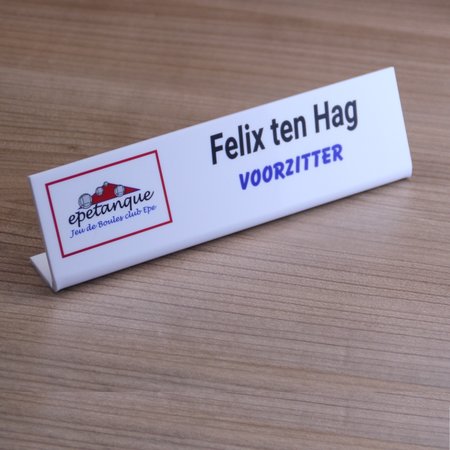 epetanque
Jeu de Boules club Epe
Felix ten Hag
VOORZITTER